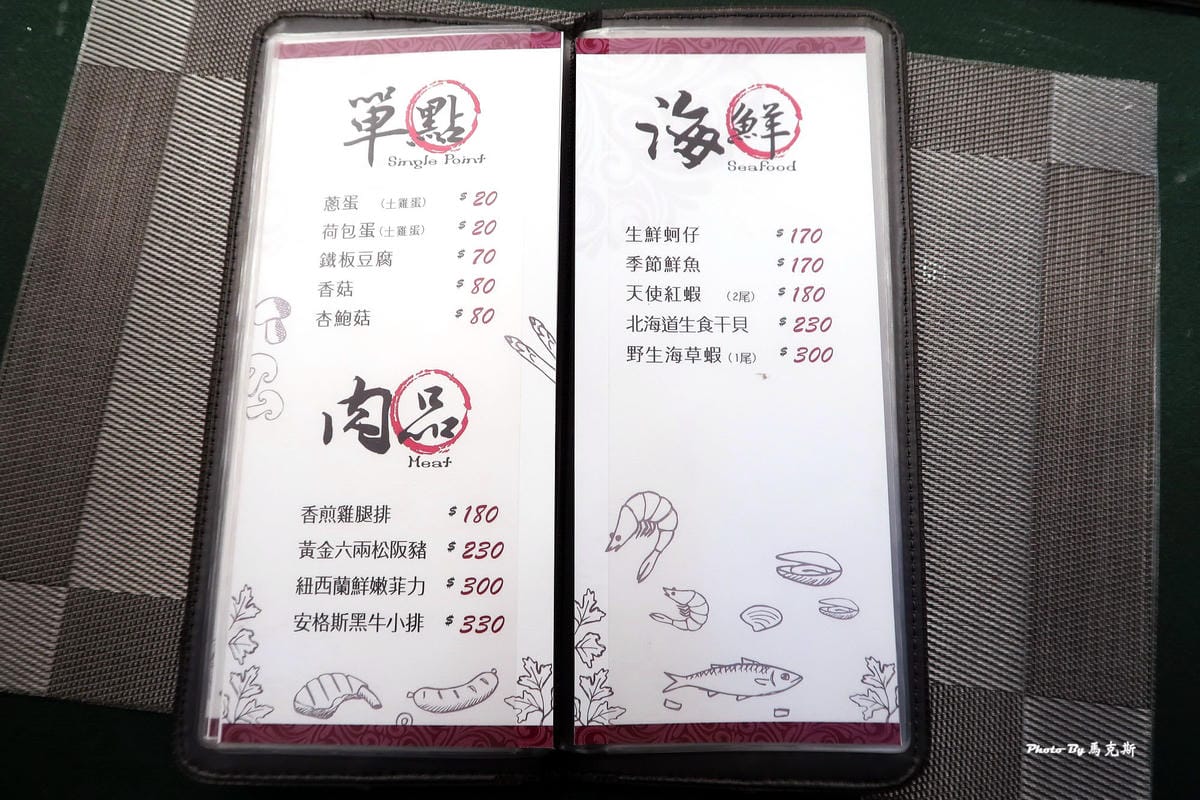 單點
Single Point
蔥蛋 (土雞蛋) $20
荷包蛋(土雞蛋) $20
鐵板豆腐 $70
香菇 $80
杏鮑菇 $80
肉品
Meat
香煎雞腿排 $180
黃金六兩松阪豬 $230
紐西蘭鮮嫩菲力 $300
安格斯黑牛小排 $330
海鮮
Seafood
生鮮蚵仔 $170
季節鮮魚 $170
天使紅蝦 (2尾) $180
北海道生食干貝 $230
野生海草蝦(1尾) $300
Photo By 馬克斯